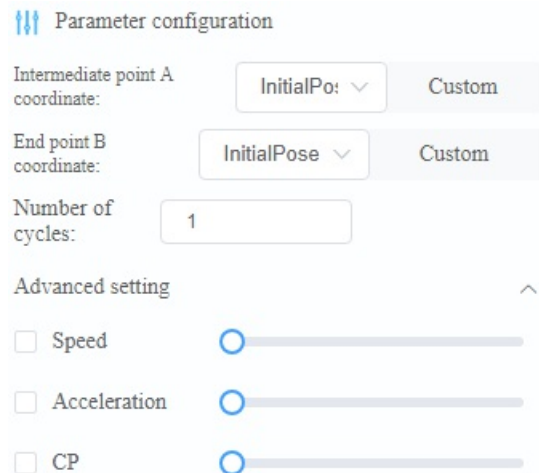 Parameter configuration
Intermediate point A
coordinate:
InitialPo
Custom
End point B
coordinate:
InitialPose
Custom
Number of
cycles:
1
Advanced setting
Speed
Acceleration
CP